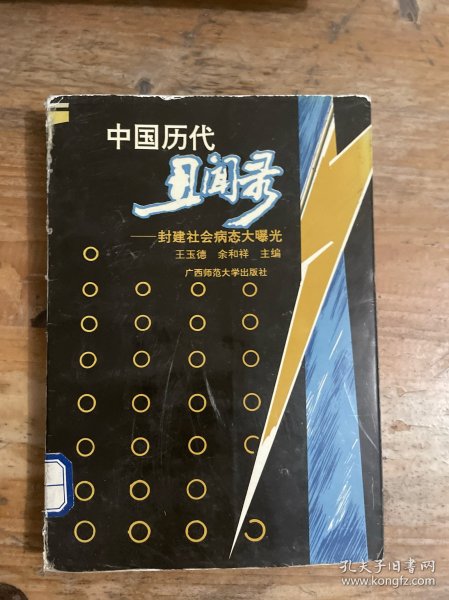 中国历代
丑闻录
——封建社会病态大曝光
王玉德 余和祥 主编
广西师范大学出版社
孔夫子旧书网
www.kongfz.com